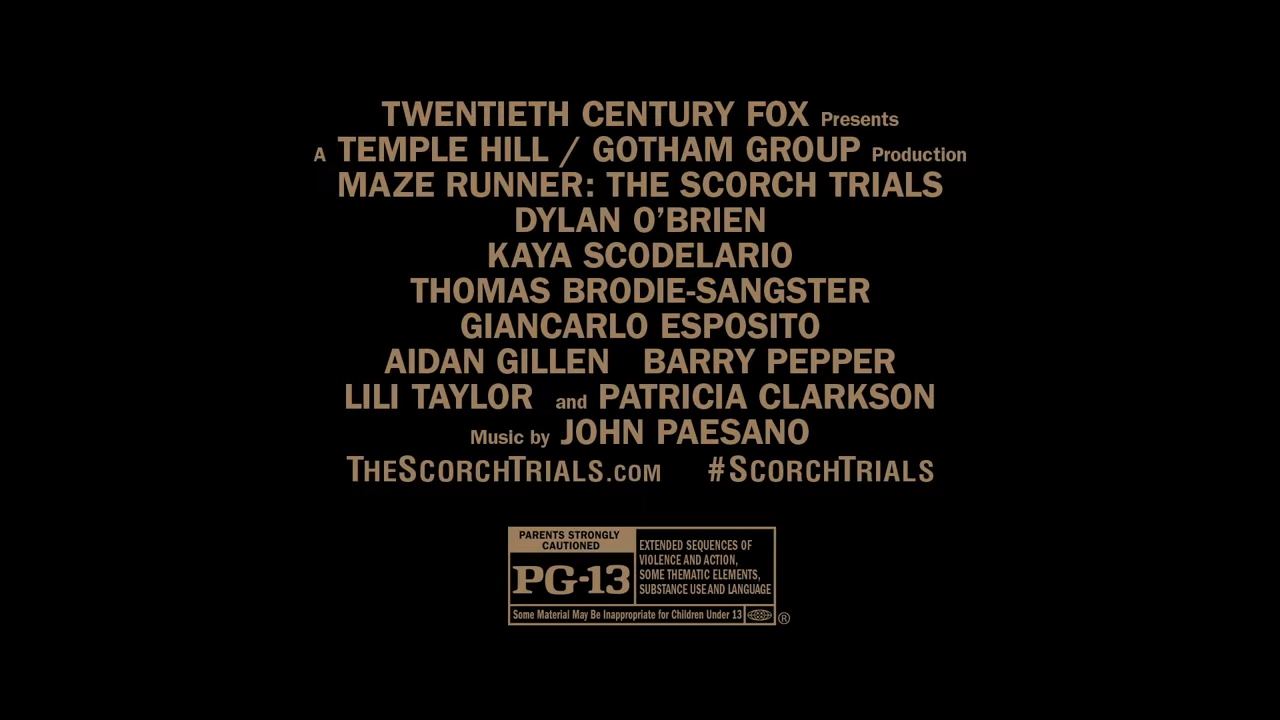 TWENTIETH CENTURY FOX Presents
A TEMPLE HILL / GOTHAM GROUP Production
MAZE RUNNER: THE SCORCH TRIALS
DYLAN O'BRIEN
KAYA SCODELARIO
THOMAS BRODIE-SANGSTER
GIANCARLO ESPOSITO
AIDAN GILLEN BARRY PEPPER
LILI TAYLOR and PATRICIA CLARKSON
Music by JOHN PAESANO
THESCORCHTRIALS.COM #SCORCHTRIALS
PARENTS STRONGLY
CAUTIONED
PG-13
EXTENDED SEQUENCES OF
VIOLENCE AND ACTION,
SOME THEMATIC ELEMENTS,
SUBSTANCE USE AND LANGUAGE
Some Material May Be Inappropriate for Children Under 13 ®